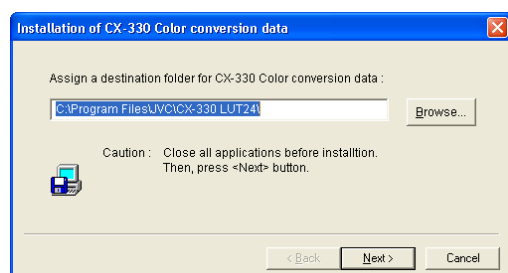 Installation of CX-330 Color conversion data
Assign a destination folder for CX-330 Color conversion data :
C:\Program Files\JVC\CX-330 LUT24\
Browse...
Caution : Close all applications before installtion.
Then, press <Next> button.
< Back Next > Cancel